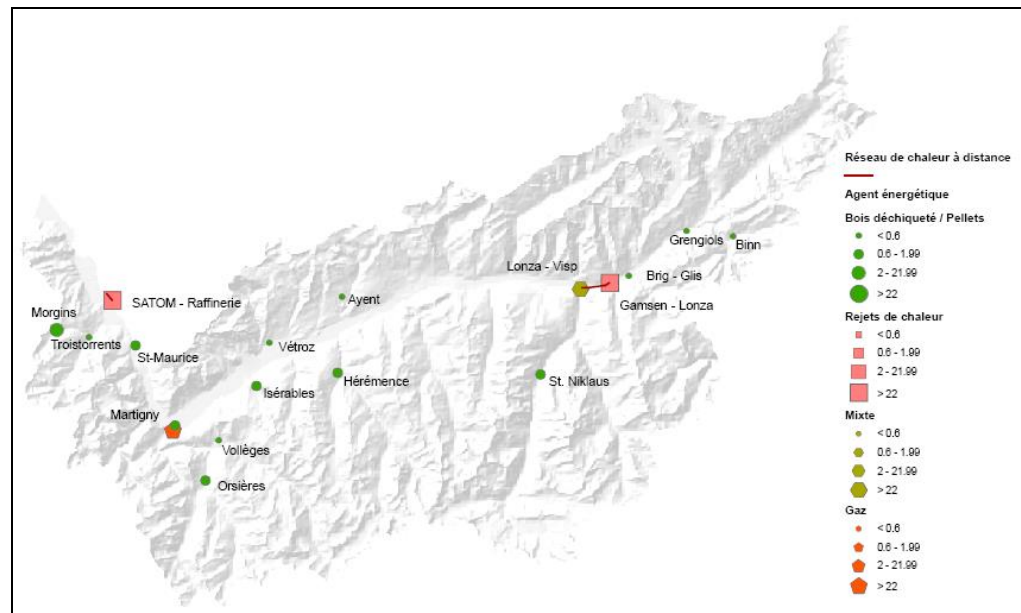 Grengiols
Binn
Lonza - Visp
Brig - Glis
Gamsen - Lonza
Ayent
SATOM - Raffinerie
Morgins
Troistorrents
St-Maurice
Vétroz
Hérémence
Isérables
St. Niklaus
Martigny
Vollèges
Orsières
Réseau de chaleur à distance
Agent énergétique
Bois déchiqueté / Pellets
< 0.6
0.6 - 1.99
2 - 21.99
> 22
Rejets de chaleur
< 0.6
0.6 - 1.99
2 - 21.99
> 22
Mixte
< 0.6
0.6 - 1.99
2 - 21.99
> 22
Gaz
< 0.6
0.6 - 1.99
2 - 21.99
> 22